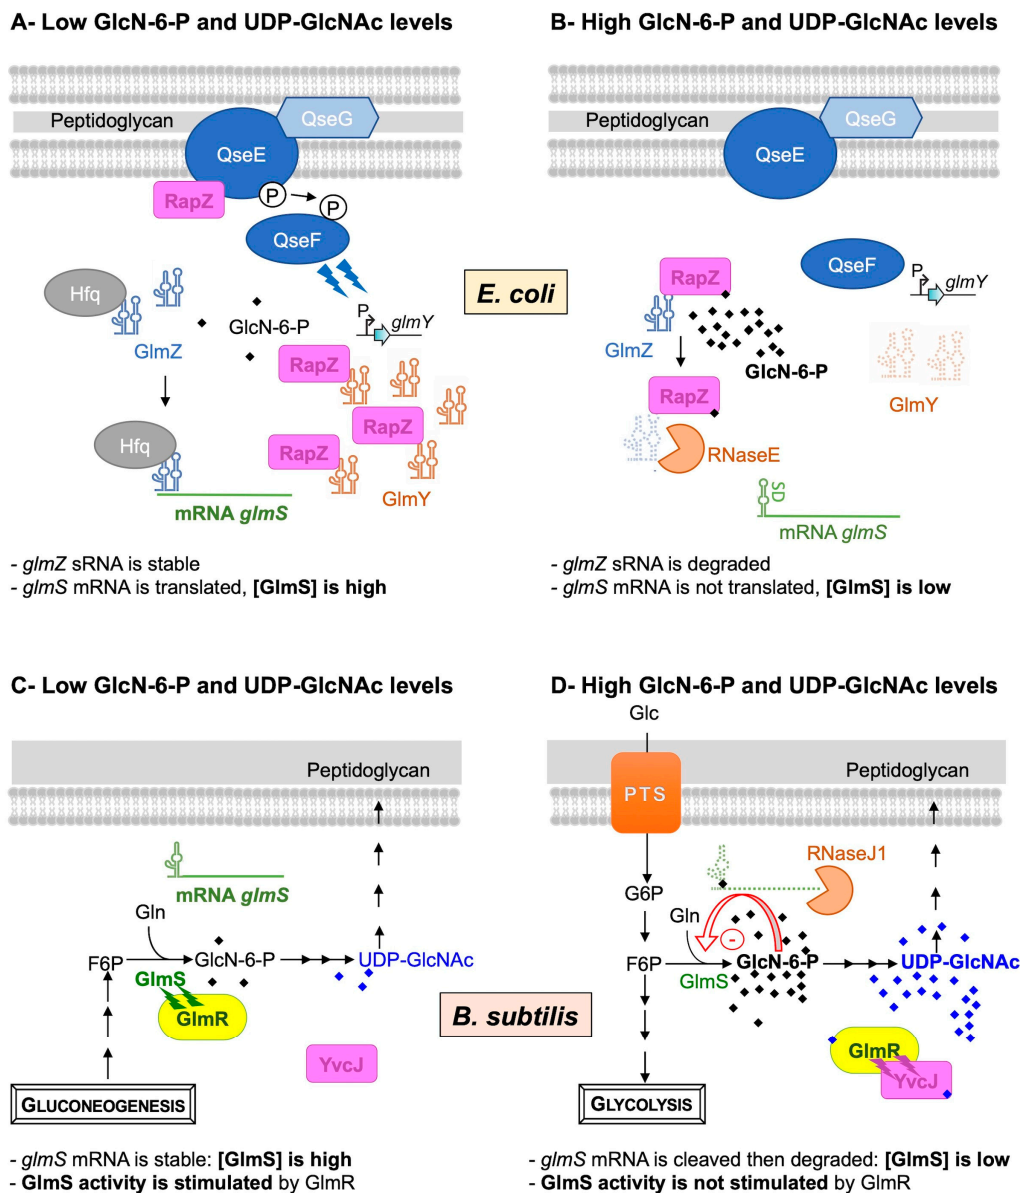 A- Low GlcN-6-P and UDP-GlcNAc levels
Peptidoglycan
QseG
QseE
RapZ
P
P
QseF
Hfq
GlmZ
GlcN-6-P
P
glmY
RapZ
RapZ
RapZ
Hfq
GlmY
mRNA glmS
- glmZ sRNA is stable
- glmS mRNA is translated, [GlmS] is high
E. coli
B- High GlcN-6-P and UDP-GlcNAc levels
Peptidoglycan
QseG
QseE
QseF
P
glmY
RapZ
GlmZ
GlcN-6-P
RapZ
GlmY
RNaseE
SD
mRNA glmS
- glmZ sRNA is degraded
- glmS mRNA is not translated, [GlmS] is low
C- Low GlcN-6-P and UDP-GlcNAc levels
Peptidoglycan
mRNA glmS
Gln
F6P
GlcN-6-P
UDP-GlcNAc
GlmS
GlmR
YvcJ
GLUCONEOGENESIS
- glmS mRNA is stable: [GlmS] is high
- GlmS activity is stimulated by GlmR
B. subtilis
D- High GlcN-6-P and UDP-GlcNAc levels
Glc
Peptidoglycan
PTS
RNaseJ1
G6P
Gln
-
F6P
GlcN-6-P
UDP-GlcNAc
GlmS
GlmR
YvcJ
GLYCOLYSIS
- glmS mRNA is cleaved then degraded: [GlmS] is low
- GlmS activity is not stimulated by GlmR